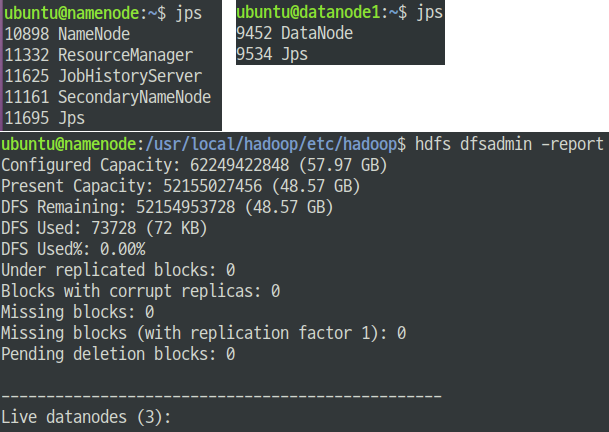 ubuntu@namenode:~$ jps
10898 NameNode
11332 ResourceManager
11625 JobHistoryServer
11161 SecondaryNameNode
11695 Jps
ubuntu@datanode1:~$ jps
9452 DataNode
9534 Jps
ubuntu@namenode:/usr/local/hadoop/etc/hadoop$ hdfs dfsadmin -report
Configured Capacity: 62249422848 (57.97 GB)
Present Capacity: 52155027456 (48.57 GB)
DFS Remaining: 52154953728 (48.57 GB)
DFS Used: 73728 (72 KB)
DFS Used%: 0.00%
Under replicated blocks: 0
Blocks with corrupt replicas: 0
Missing blocks: 0
Missing blocks (with replication factor 1): 0
Pending deletion blocks: 0
-------------------------------------------------
Live datanodes (3):